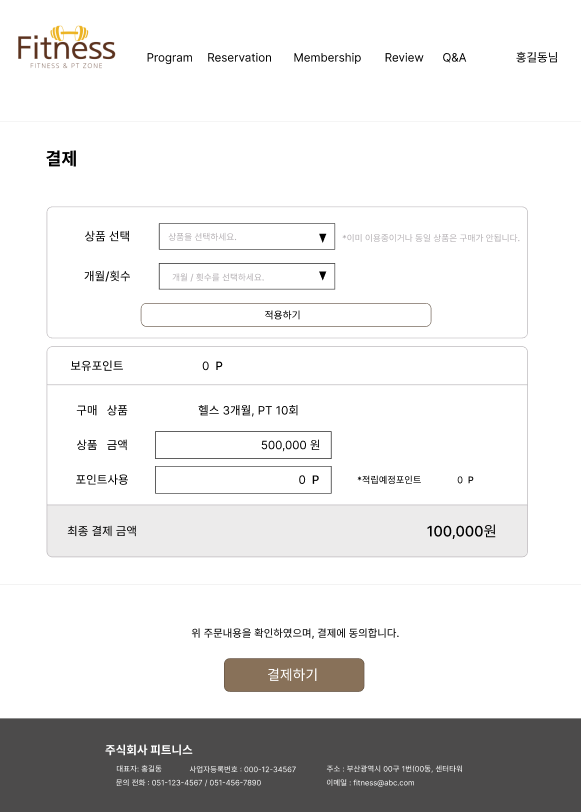 Fitness
FITNESS & PT ZONE
Program Reservation Membership Review Q&A 홍길동님
결제
상품 선택 상품을 선택하세요. ▼ *이미 이용중이거나 동일 상품은 구매가 안됩니다.
개월/횟수 개월 / 횟수를 선택하세요. ▼
적용하기
보유포인트 0 P
구매 상품 헬스 3개월, PT 10회
상품 금액 500,000 원
포인트사용 0 P *적립예정포인트 0 P
최종 결제 금액 100,000원
위 주문내용을 확인하였으며, 결제에 동의합니다.
결제하기
주식회사 피트니스
대표자: 홍길동 사업자등록번호 : 000-12-34567 주소 : 부산광역시 00구 1번(00동, 센터타워
문의 전화 : 051-123-4567 / 051-456-7890 이메일 : fitness@abc.com